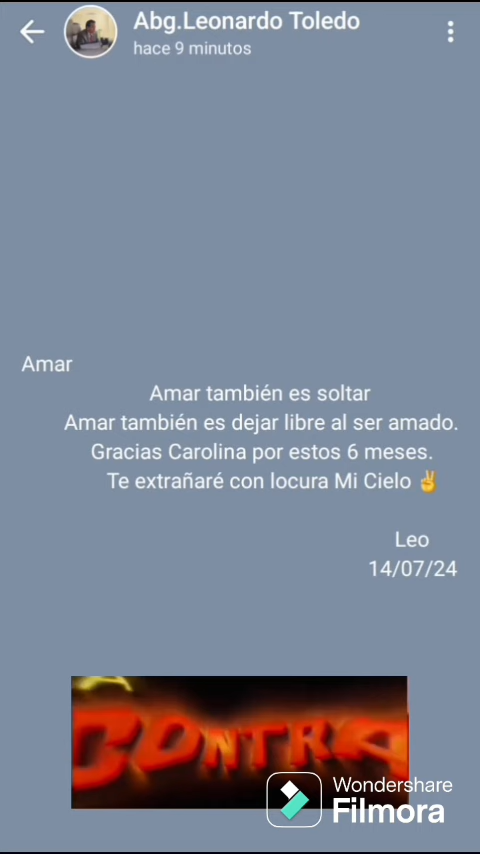 Abg.Leonardo Toledo
hace 9 minutos
Amar
Amar también es soltar
Amar también es dejar libre al ser amado.
Gracias Carolina por estos 6 meses.
Te extrañaré con locura Mi Cielo ✌
Leo
14/07/24
CONTRA
Wondershare
Filmora